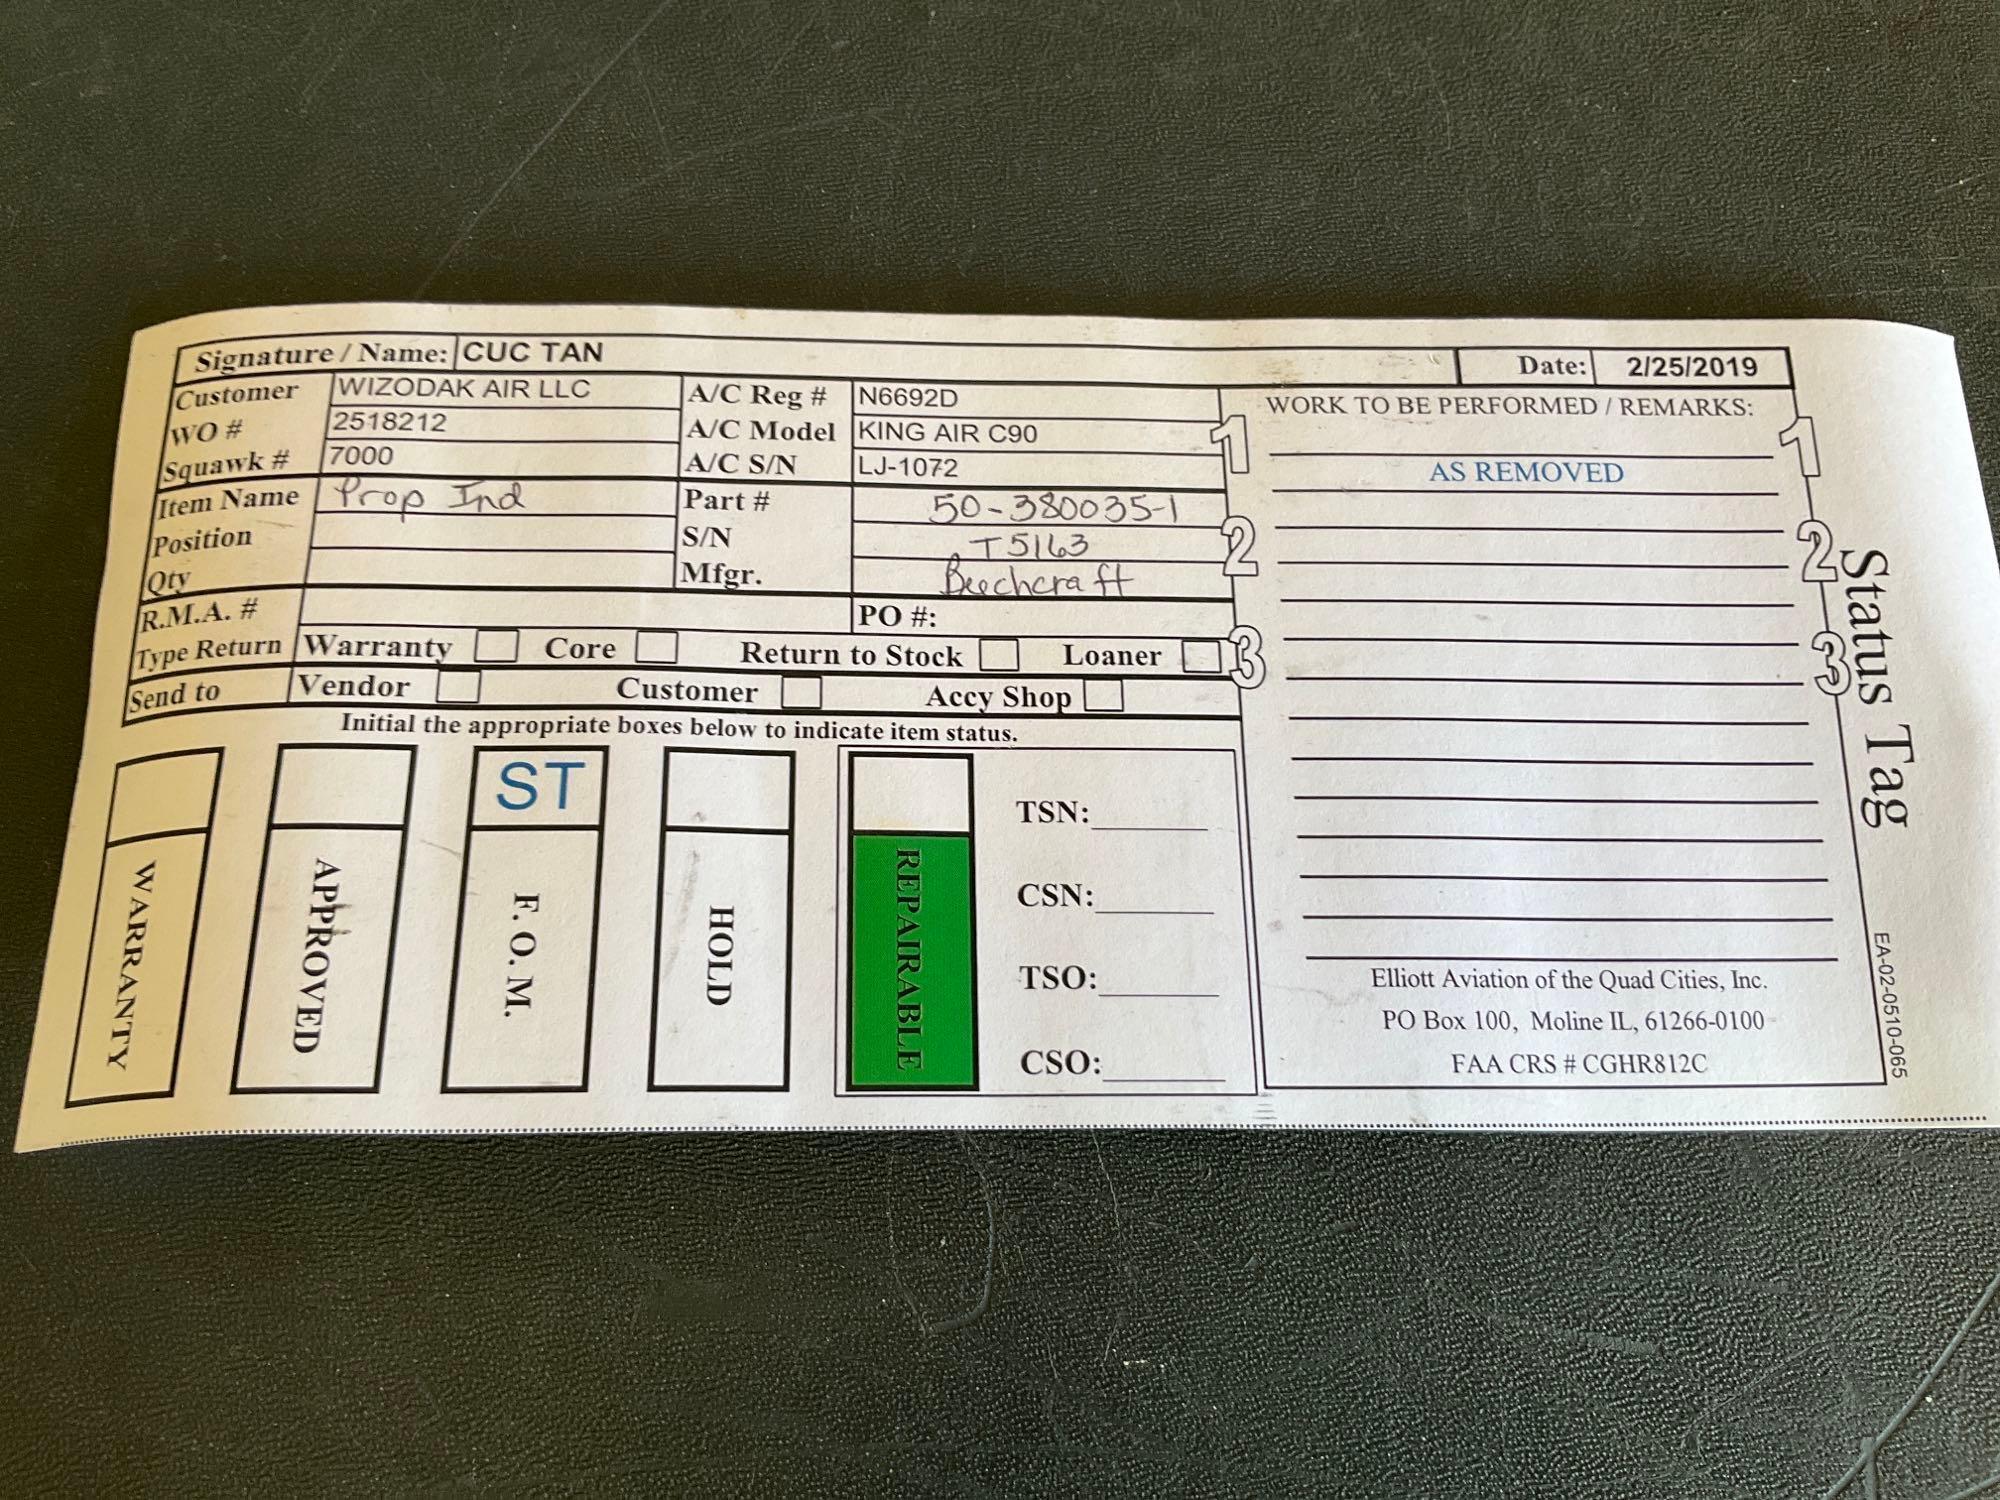 Signature / Name: CUC TAN Date: 2/25/2019
Customer WIZODAK AIR LLC A/C Reg # N6692D
WO # 2518212 A/C Model KING AIR C90
Squawk # 7000 A/C S/N LJ-1072
Item Name Prop Ind Part # 50-380035-1
Position S/N T5163
Qty Mfgr. Beechcraft
R.M.A. # PO #:
Type Return Warranty Core Return to Stock Loaner
Send to Vendor Customer Accy Shop
Initial the appropriate boxes below to indicate item status.
ST
WARRANTY
APPROVED
F. O. M.
HOLD
REPAIRABLE
TSN:
CSN:
TSO:
CSO:
1
2
3
WORK TO BE PERFORMED / REMARKS:
AS REMOVED
Elliott Aviation of the Quad Cities, Inc.
PO Box 100, Moline IL, 61266-0100
FAA CRS # CGHR812C
1
2
3
Status Tag
EA-02-0510-065